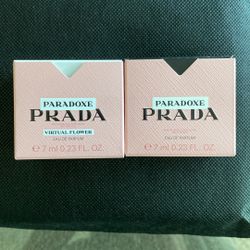 PARADOXE
PRADA
VIRTUAL FLOWER
EAU DE PARFUM
℮ 7 ml 0.23 FL. OZ.
PARADOXE
PRADA
EAU DE PARFUM
℮ 7 ml 0.23 FL. OZ.